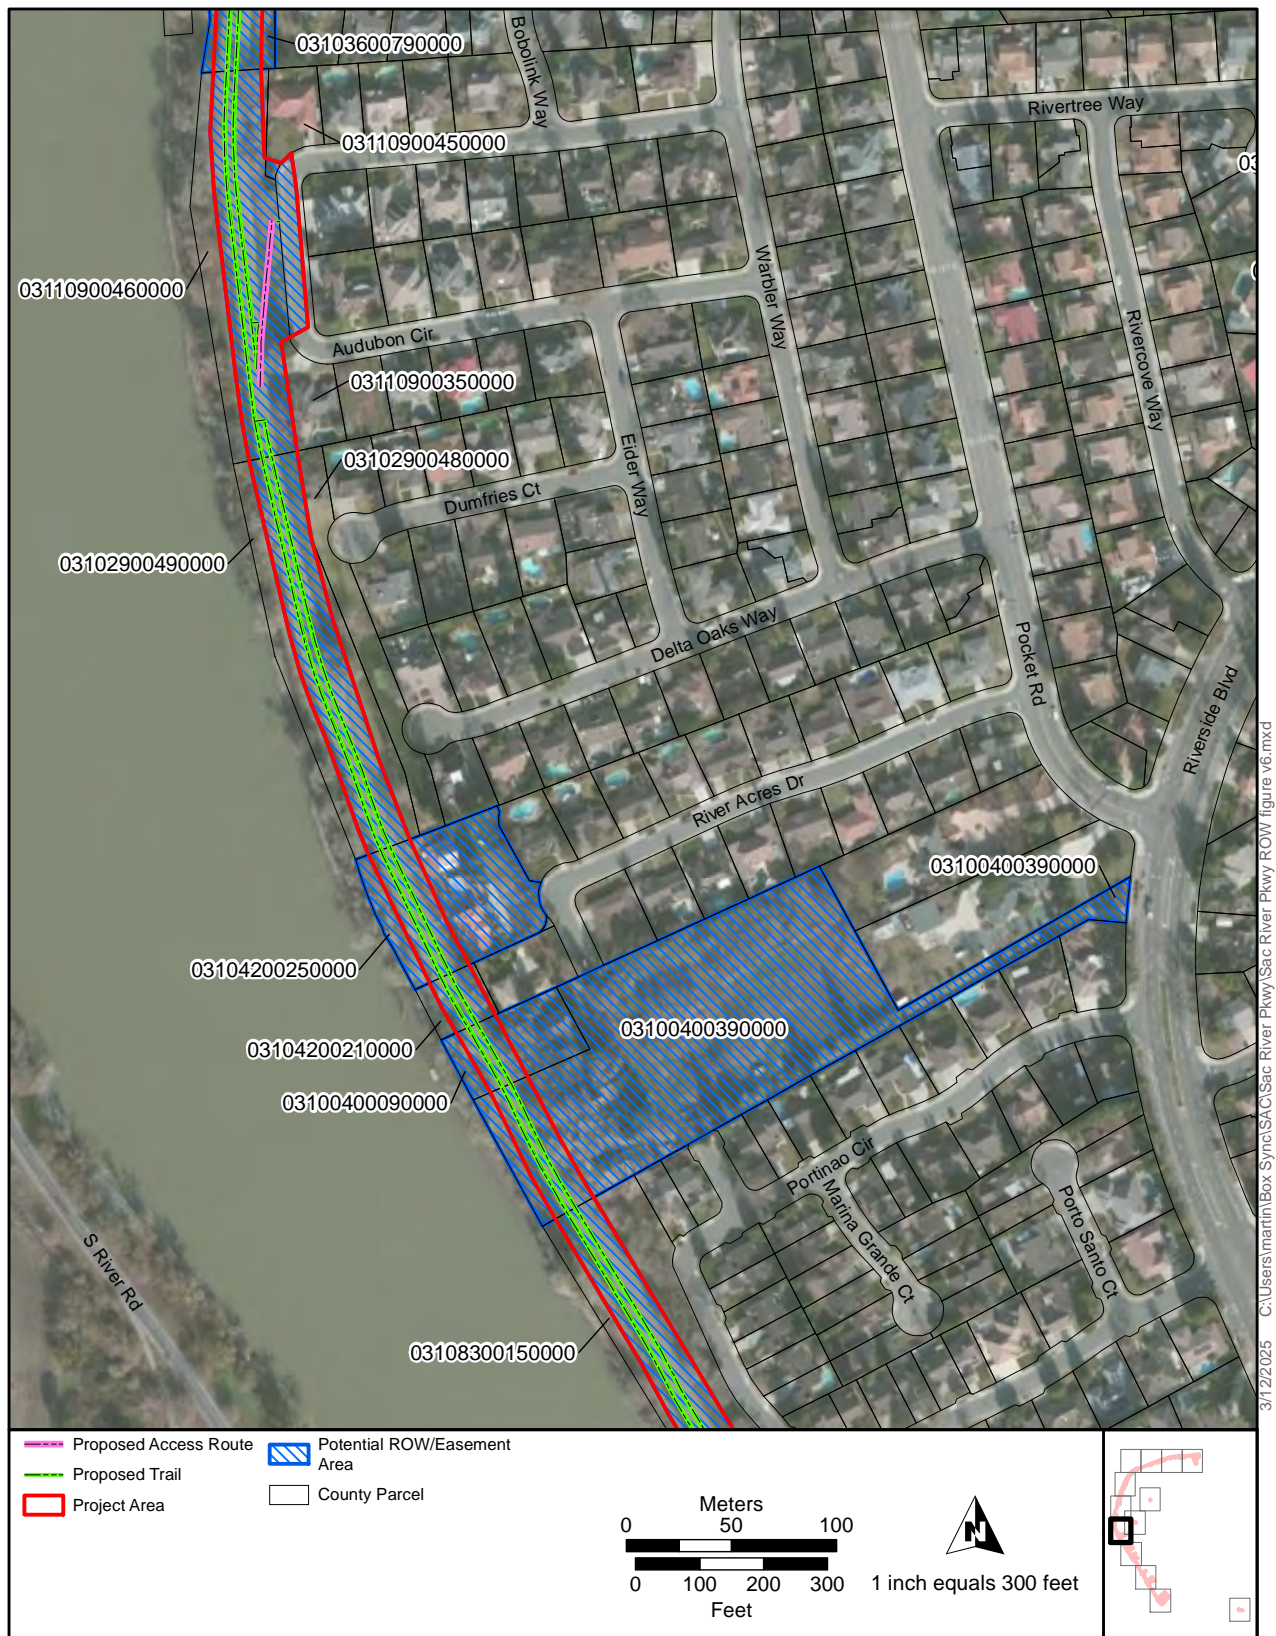 03103600790000
Bobolink Way
Rivertree Way
03110900450000
03110900460000
Warbler Way
Rivercove Way
Audubon Cir
03110900350000
03102900480000
Eider Way
Dumfries Ct
03102900490000
Delta Oaks Way
Pocket Rd
Riverside Blvd
River Acres Dr
03100400390000
03104200250000
03100400390000
03104200210000
03100400090000
Portinao Cir
Marina Grande Ct
Porto Santo Ct
S River Rd
03108300150000
3/12/2025 C:\Users\martin\Box Sync\SAC\Sac River Pkwy\Sac River Pkwy ROW figure v6.mxd
Proposed Access Route
Proposed Trail
Project Area
Potential ROW/Easement
Area
County Parcel
Meters
0 50 100
0 100 200 300
Feet
N
1 inch equals 300 feet